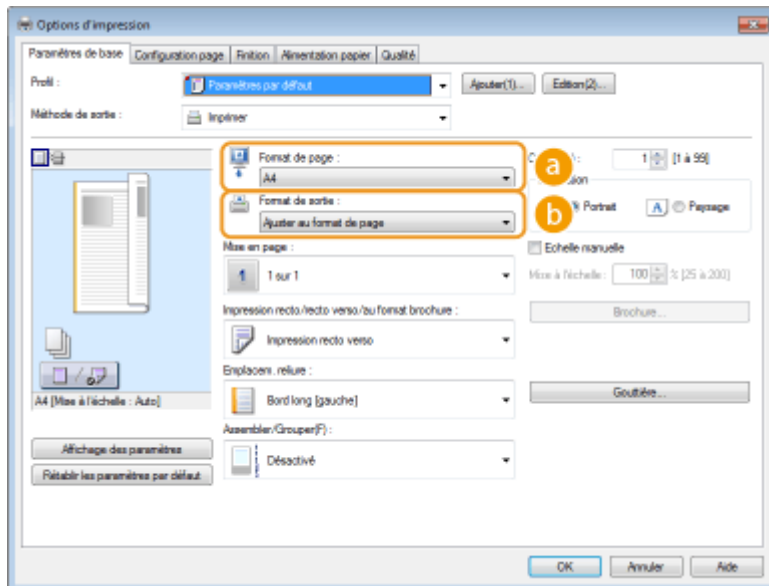 Options d'impression
Paramètres de base Configuration page Finition Alimentation papier Qualité
Profil : Paramètres par défaut Ajouter(1)... Edition(2)...
Méthode de sortie : Imprimer
Format de page :
A4
a
1 [1 à 99]
Format de sortie :
Ajuster au format de page
b
Portrait A Paysage
Mise en page :
1 1 sur 1
Echelle manuelle
Mise à l'échelle : 100 % [25 à 200]
Impression recto/recto verso/au format brochure :
Impression recto verso
Brochure...
Emplacem. reliure :
Bord long [gauche]
Gouttière...
A4 [Mise à l'échelle : Auto]
Assembler/Grouper(F) :
Désactivé
Affichage des paramètres
Rétablir les paramètres par défaut
OK Annuler Aide